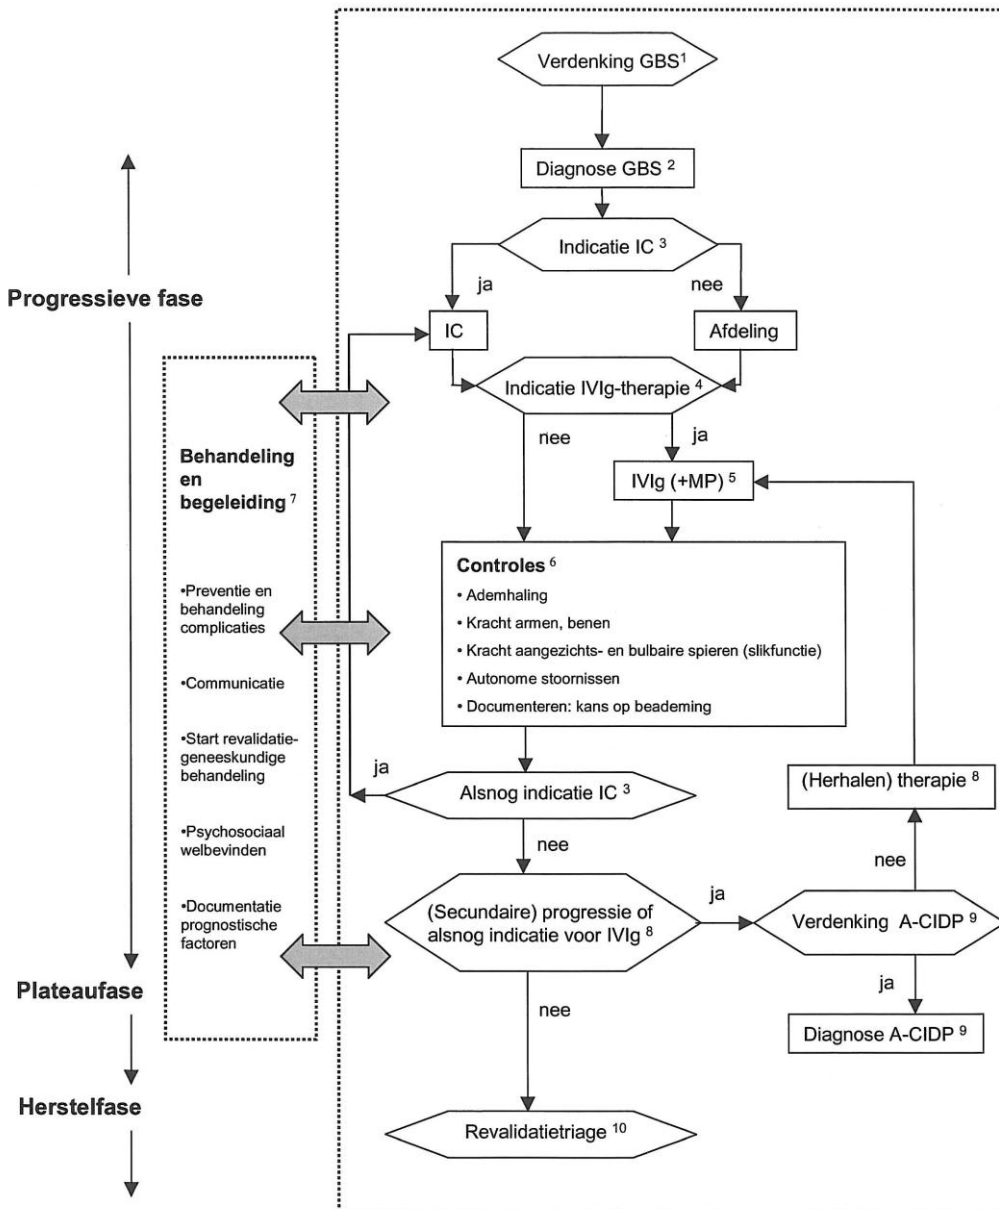 Verdenking GBS¹
Diagnose GBS ²
Indicatie IC ³
ja
nee
Progressieve fase
IC
Afdeling
Indicatie IVIg-therapie ⁴
nee
ja
Behandeling
en
begeleiding ⁷
IVIg (+MP) ⁵
Controles ⁶
• Ademhaling
• Kracht armen, benen
• Kracht aangezichts- en bulbaire spieren (slikfunctie)
• Autonome stoornissen
• Documenteren: kans op beademing
•Preventie en
behandeling
complicaties
•Communicatie
•Start revalidatie-
geneeskundige
behandeling
•Psychosociaal
welbevinden
•Documentatie
prognostische
factoren
ja
Alsnog indicatie IC ³
(Herhalen) therapie ⁸
nee
nee
(Secundaire) progressie of
alsnog indicatie voor IVIg ⁸
ja
Verdenking A-CIDP ⁹
Plateaufase
nee
ja
Diagnose A-CIDP ⁹
Herstelfase
Revalidatietriage ¹⁰